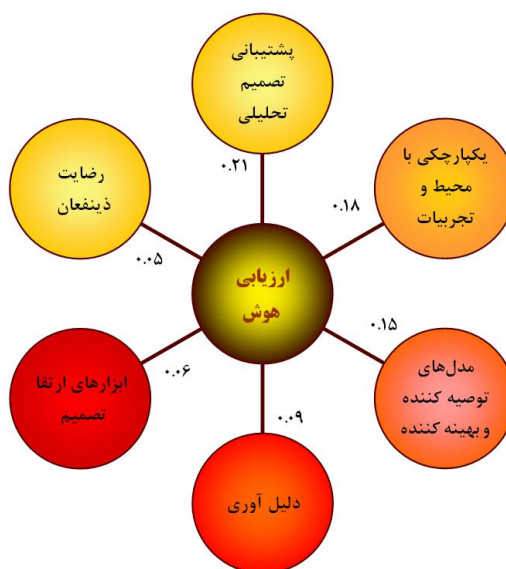 پشتیبانی
تصمیم
تحلیلی
۰.۲۱
یکپارچکی با
محیط و
تجربیات
۰.۱۸
مدل‌های
توصیه کننده
و بهینه کننده
۰.۱۵
دلیل آوری
۰.۰۹
ابزارهای ارتقا
تصمیم
۰.۰۶
رضایت
ذینفعان
۰.۰۵
ارزیابی
هوش